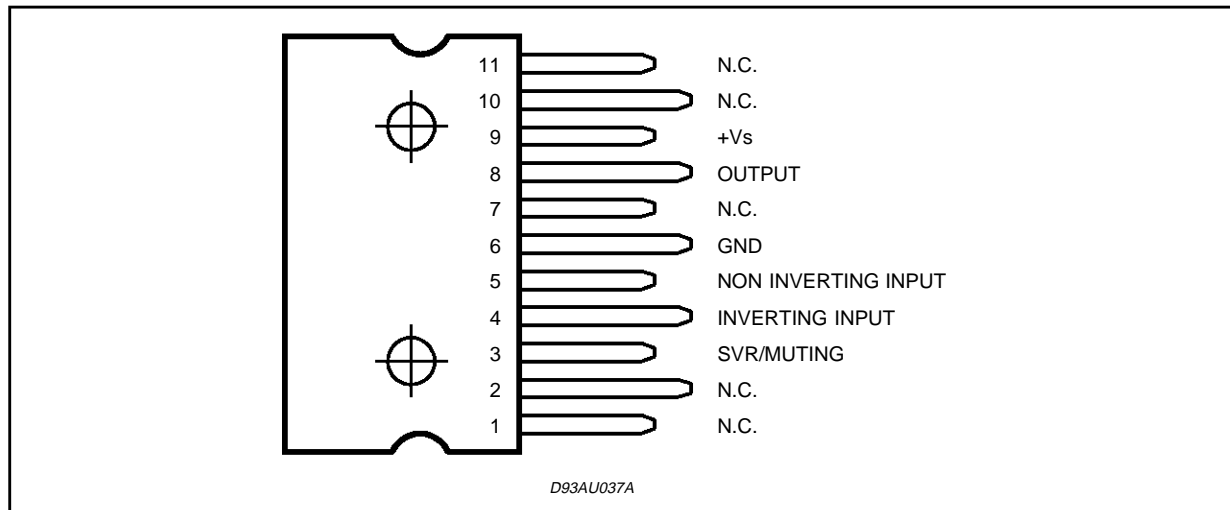 11 N.C.
10 N.C.
9 +Vs
8 OUTPUT
7 N.C.
6 GND
5 NON INVERTING INPUT
4 INVERTING INPUT
3 SVR/MUTING
2 N.C.
1 N.C.
D93AU037A